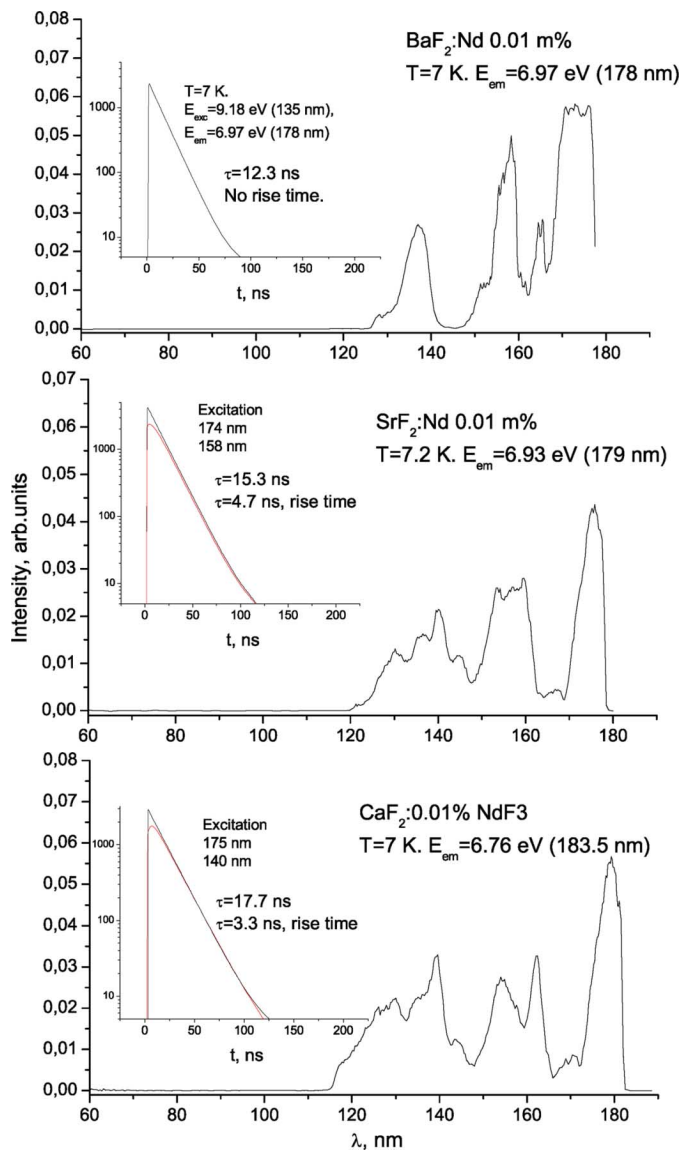 0,08
0,07
0,06
0,05
0,04
0,03
0,02
0,01
0,00
60 80 100 120 140 160 180
BaF₂:Nd 0.01 m%
T=7 K. Eem=6.97 eV (178 nm)
1000
100
10
0 50 100 150 200
t, ns
T=7 K.
Eexc=9.18 eV (135 nm),
Eem=6.97 eV (178 nm)
τ=12.3 ns
No rise time.
Intensity, arb.units
0,07
0,06
0,05
0,04
0,03
0,02
0,01
0,00
60 80 100 120 140 160 180
SrF₂:Nd 0.01 m%
T=7.2 K. Eem=6.93 eV (179 nm)
1000
100
10
0 50 100 150 200
t, ns
Excitation
174 nm
158 nm
τ=15.3 ns
τ=4.7 ns, rise time
0,08
0,07
0,06
0,05
0,04
0,03
0,02
0,01
0,00
60 80 100 120 140 160 180
λ, nm
CaF₂:0.01% NdF3
T=7 K. Eem=6.76 eV (183.5 nm)
1000
100
10
0 50 100 150 200
t, ns
Excitation
175 nm
140 nm
τ=17.7 ns
τ=3.3 ns, rise time